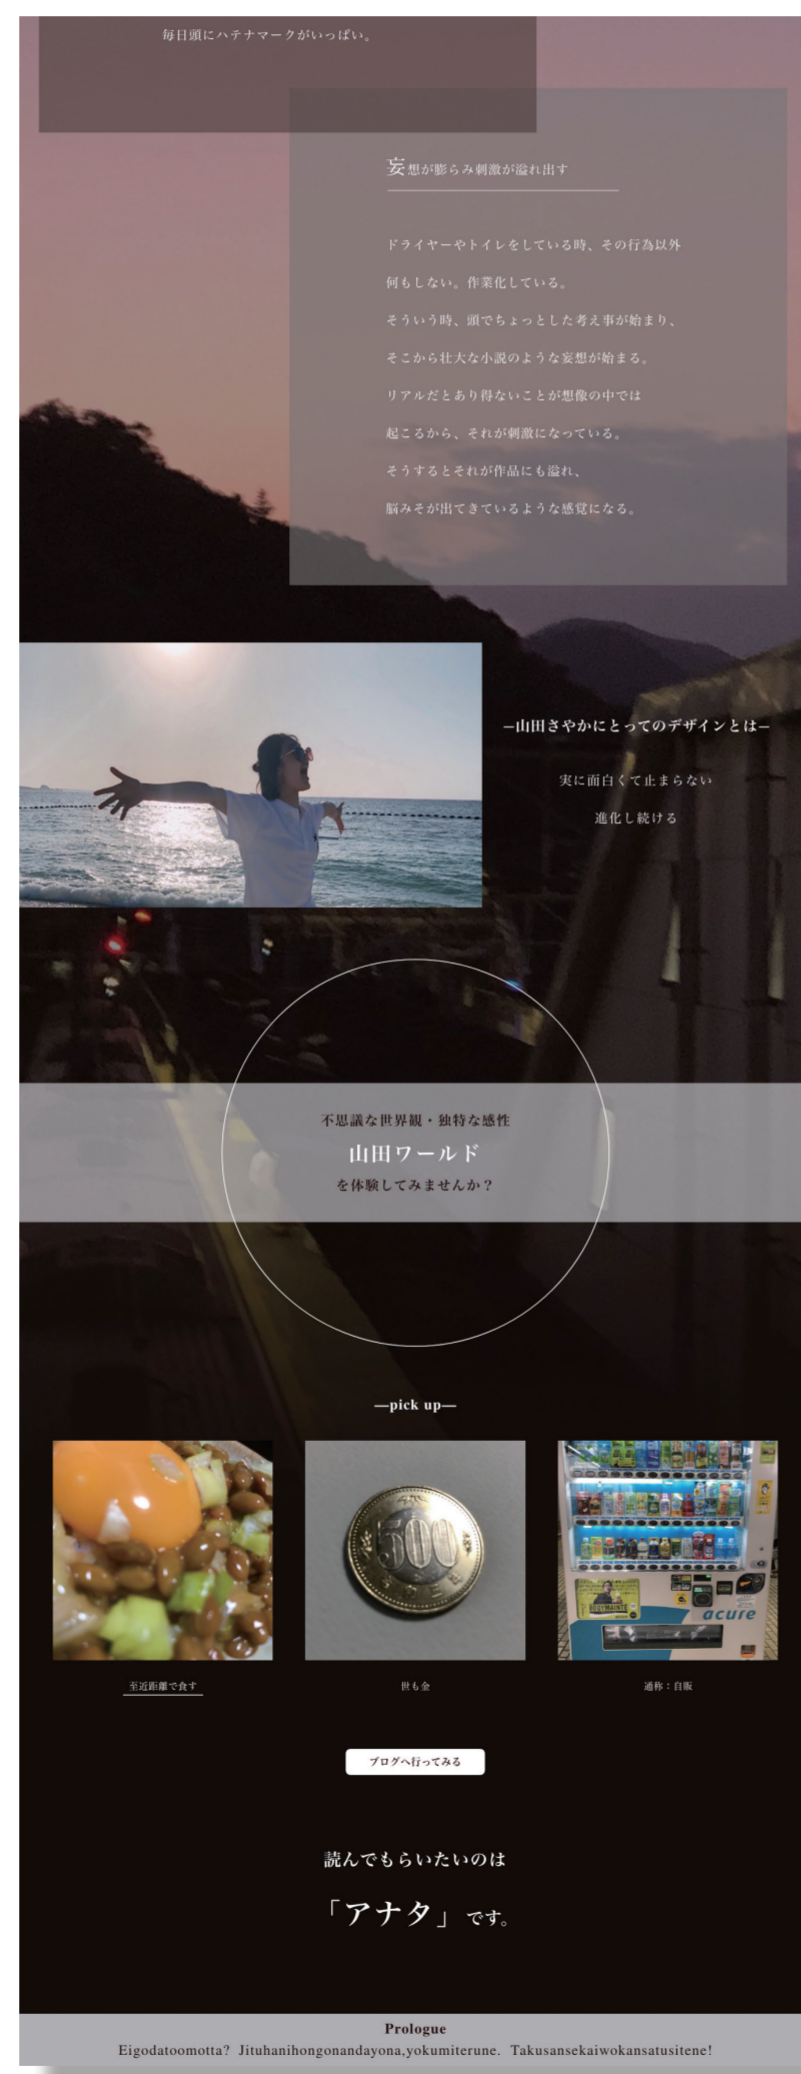 毎日頭にハテナマークがいっぱい。
妄想が膨らみ刺激が溢れ出す
ドライヤーやトイレをしている時、その行為以外
何もしない。作業化している。
そういう時、頭でちょっとした考え事が始まり、
そこから壮大な小説のような妄想が始まる。
リアルだとあり得ないことが想像の中では
起こるから、それが刺激になっている。
そうするとそれが作品にも溢れ、
脳みそが出てきているような感覚になる。
―山田さやかにとってのデザインとは―
実に面白くて止まらない
進化し続ける
不思議な世界観・独特な感性
山田ワールド
を体験してみませんか？
―pick up―
500
acure
至近距離で食す
世も金
通称：自販
ブログへ行ってみる
読んでもらいたいのは
「アナタ」です。
Prologue
Eigodatoomotta? Jituhanihongonandayona,yokumiterune. Takusansekaiwokansatusitene!